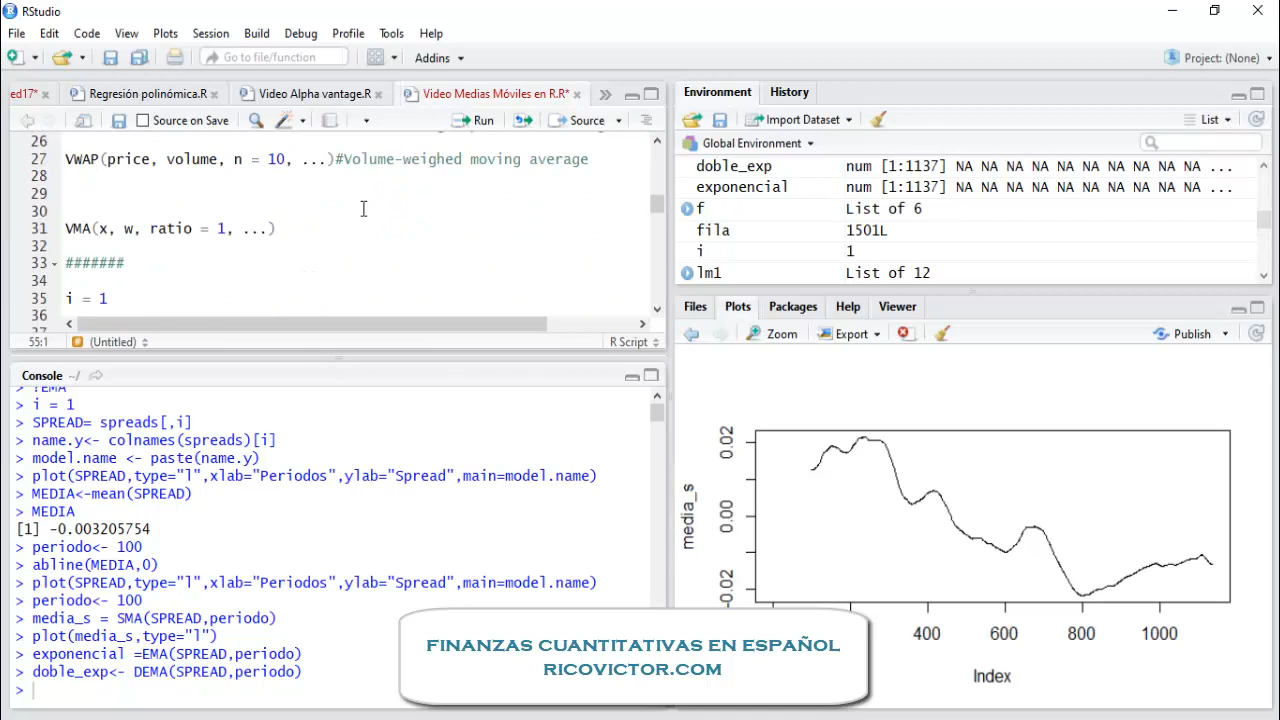 RStudio
File Edit Code View Plots Session Build Debug Profile Tools Help
Go to file/function
Addins
Project: (None)
ed17* Regresión polinómica.R Video Alpha vantage.R Video Medias Móviles en R.R*
Source on Save Run Source
26
27 VWAP(price, volume, n = 10, ...)#Volume-weighed moving average
28
29
30
31 VMA(x, w, ratio = 1, ...)
32
33 #######
34
35 i = 1
36
37
55:1 (Untitled) R Script
Console ~/
> ?EMA
> i = 1
> SPREAD= spreads[,i]
> name.y<- colnames(spreads)[i]
> model.name <- paste(name.y)
> plot(SPREAD,type="l",xlab="Periodos",ylab="Spread",main=model.name)
> MEDIA<-mean(SPREAD)
> MEDIA
[1] -0.003205754
> periodo<- 100
> abline(MEDIA,0)
> plot(SPREAD,type="l",xlab="Periodos",ylab="Spread",main=model.name)
> periodo<- 100
> media_s = SMA(SPREAD,periodo)
> plot(media_s,type="l")
> exponencial =EMA(SPREAD,periodo)
> doble_exp<- DEMA(SPREAD,periodo)
>
Environment History
Import Dataset List
Global Environment
doble_exp num [1:1137] NA NA NA NA NA NA NA NA ...
exponencial num [1:1137] NA NA NA NA NA NA NA NA ...
f List of 6
fila 1501L
i 1
lm1 List of 12
Files Plots Packages Help Viewer
Zoom Export Publish
0.02
0.00
-0.02
media_s
400 600 800 1000
Index
FINANZAS CUANTITATIVAS EN ESPAÑOL
RICOVICTOR.COM